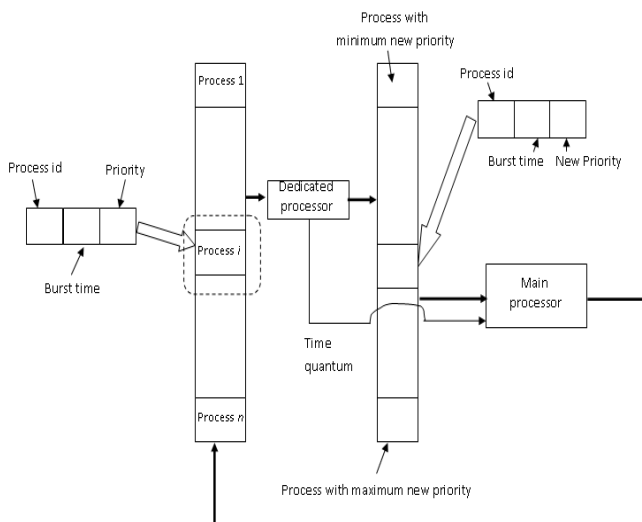 Process with
minimum new priority
Process 1
Process id
Burst time
New Priority
Process id
Priority
Dedicated
processor
Process i
Burst time
Main
processor
Time
quantum
Process n
Process with maximum new priority